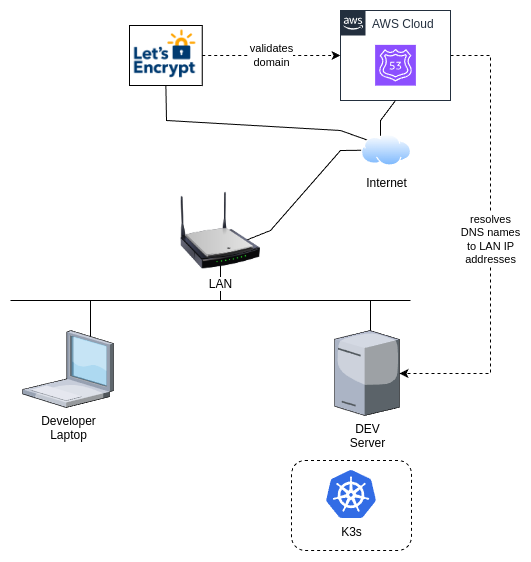 Let's
Encrypt
validates
domain
aws
AWS Cloud
53
Internet
resolves
DNS names
to LAN IP
addresses
LAN
Developer
Laptop
DEV
Server
K3s